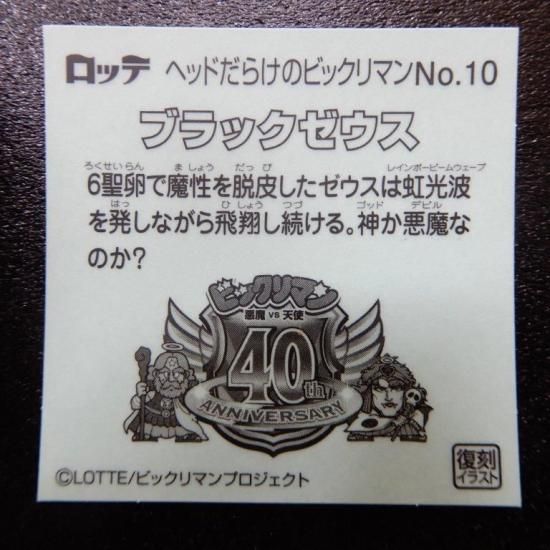 ロッテ ヘッドだらけのビックリマンNo.10
ブラックゼウス
ろくせいらん ま しょう だっ ぴ レインボービームウェーブ
6聖卵で魔性を脱皮したゼウスは虹光波
はっ ひ しょう つづ ゴッド デビル
を発しながら飛翔し続ける。神か悪魔な
のか?
ビックリマン
悪魔 VS 天使
40th
ANNIVERSARY
©LOTTE/ビックリマンプロジェクト
復刻
イラスト